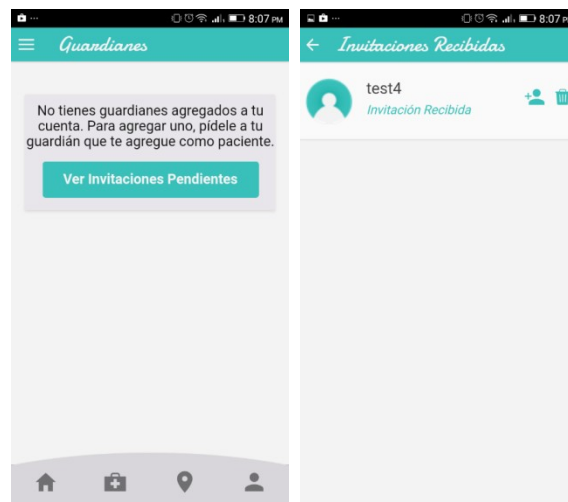 8:07 PM
Guardianes
No tienes guardianes agregados a tu
cuenta. Para agregar uno, pídele a tu
guardián que te agregue como paciente.
Ver Invitaciones Pendientes
8:07 P
Invitaciones Recibidas
test4
Invitación Recibida